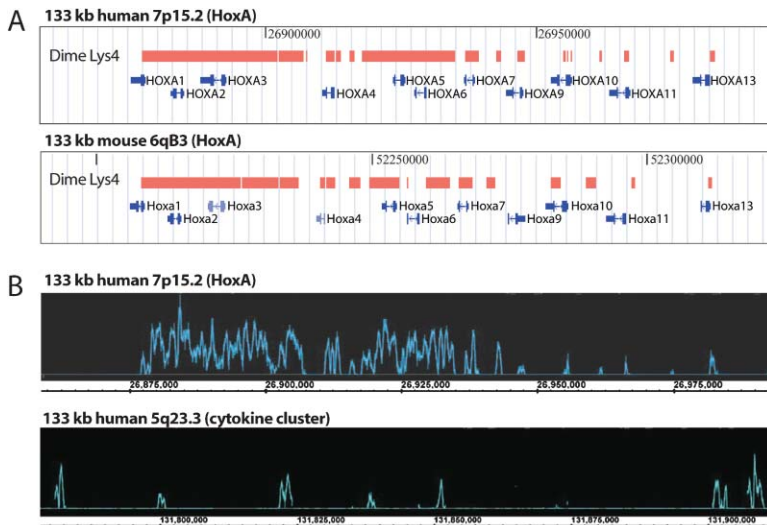 A
133 kb human 7p15.2 (HoxA)
26900000 26950000
Dime Lys4
HOXA1 HOXA3 HOXA5 HOXA7 HOXA10 HOXA13
HOXA2 HOXA4 HOXA6 HOXA9 HOXA11
133 kb mouse 6qB3 (HoxA)
52250000 52300000
Dime Lys4
Hoxa1 Hoxa3 Hoxa5 Hoxa7 Hoxa10 Hoxa13
Hoxa2 Hoxa4 Hoxa6 Hoxa9 Hoxa11
B
133 kb human 7p15.2 (HoxA)
26,875,000 26,900,000 26,925,000 26,950,000 26,975,000
133 kb human 5q23.3 (cytokine cluster)
131,800,000 131,825,000 131,850,000 131,875,000 131,900,000